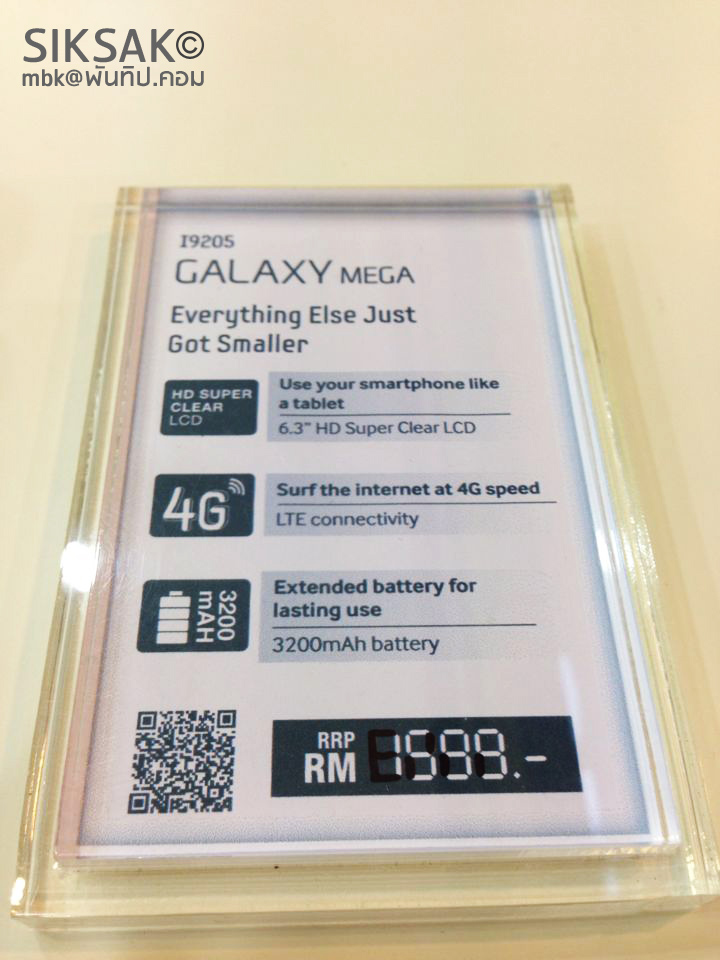 SIKSAK©
mbk@พันทิป.คอม
I9205
GALAXY MEGA
Everything Else Just
Got Smaller
HD SUPER
CLEAR
LCD
Use your smartphone like
a tablet
6.3" HD Super Clear LCD
4G
Surf the internet at 4G speed
LTE connectivity
3200
mAH
Extended battery for
lasting use
3200mAh battery
RRP
RM